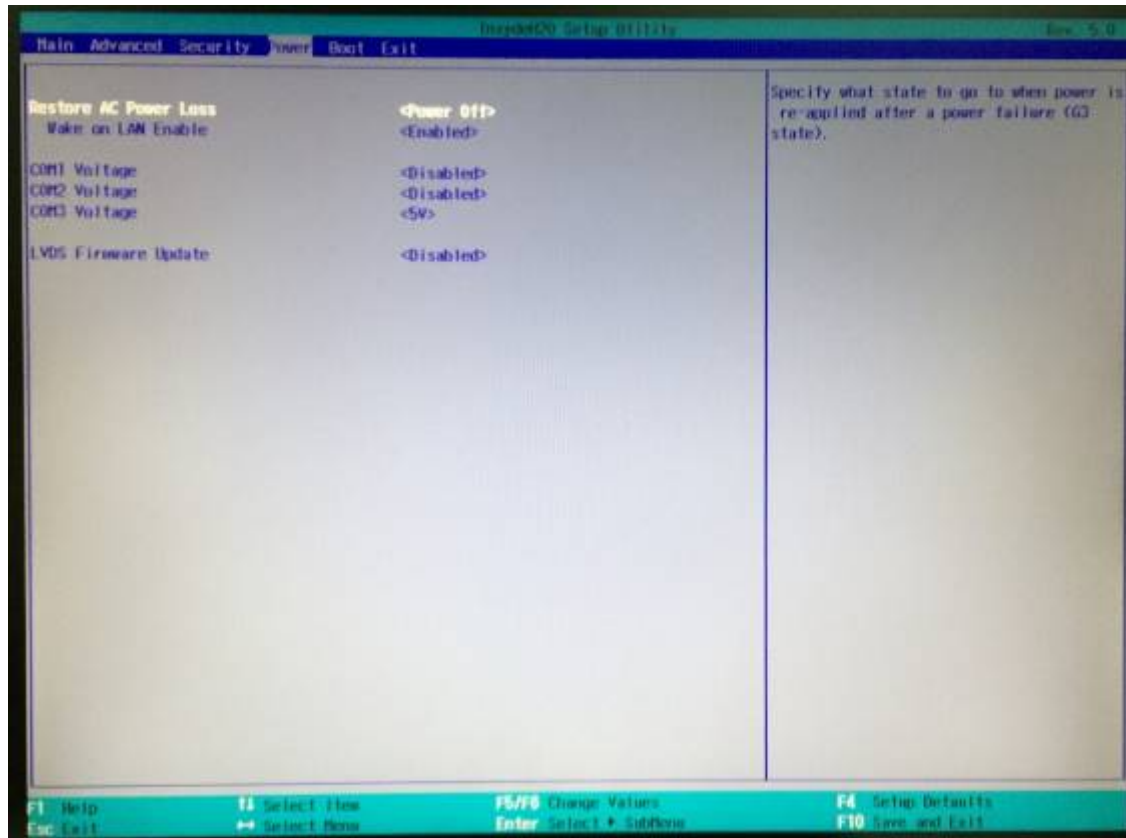 InsydeH20 Setup Utility Rev. 5.0
Main Advanced Security Power Boot Exit
Restore AC Power Loss <Power Off>
Wake on LAN Enable <Enabled>
COM1 Voltage <Disabled>
COM2 Voltage <Disabled>
COM3 Voltage <5V>
LVDS Firmware Update <Disabled>
Specify what state to go to when power is
re-applied after a power failure (G3
state).
F1 Help ↑↓ Select Item F5/F6 Change Values F4 Setup Defaults
Esc Exit ↔ Select Menu Enter Select ▶ SubMenu F10 Save and Exit